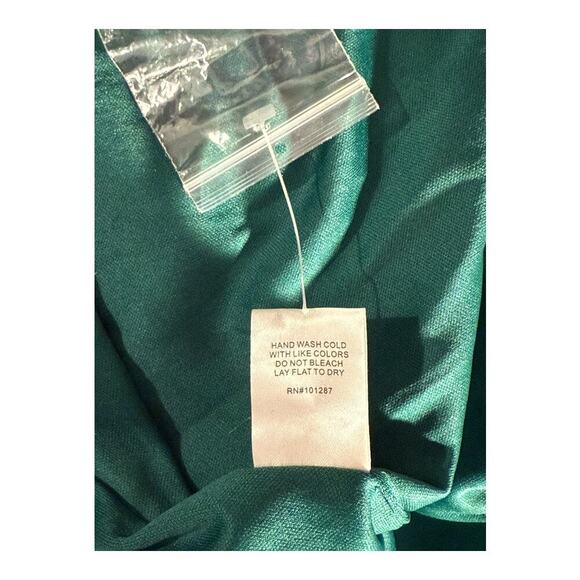 HAND WASH COLD
WITH LIKE COLORS
DO NOT BLEACH
LAY FLAT TO DRY
RN#101287